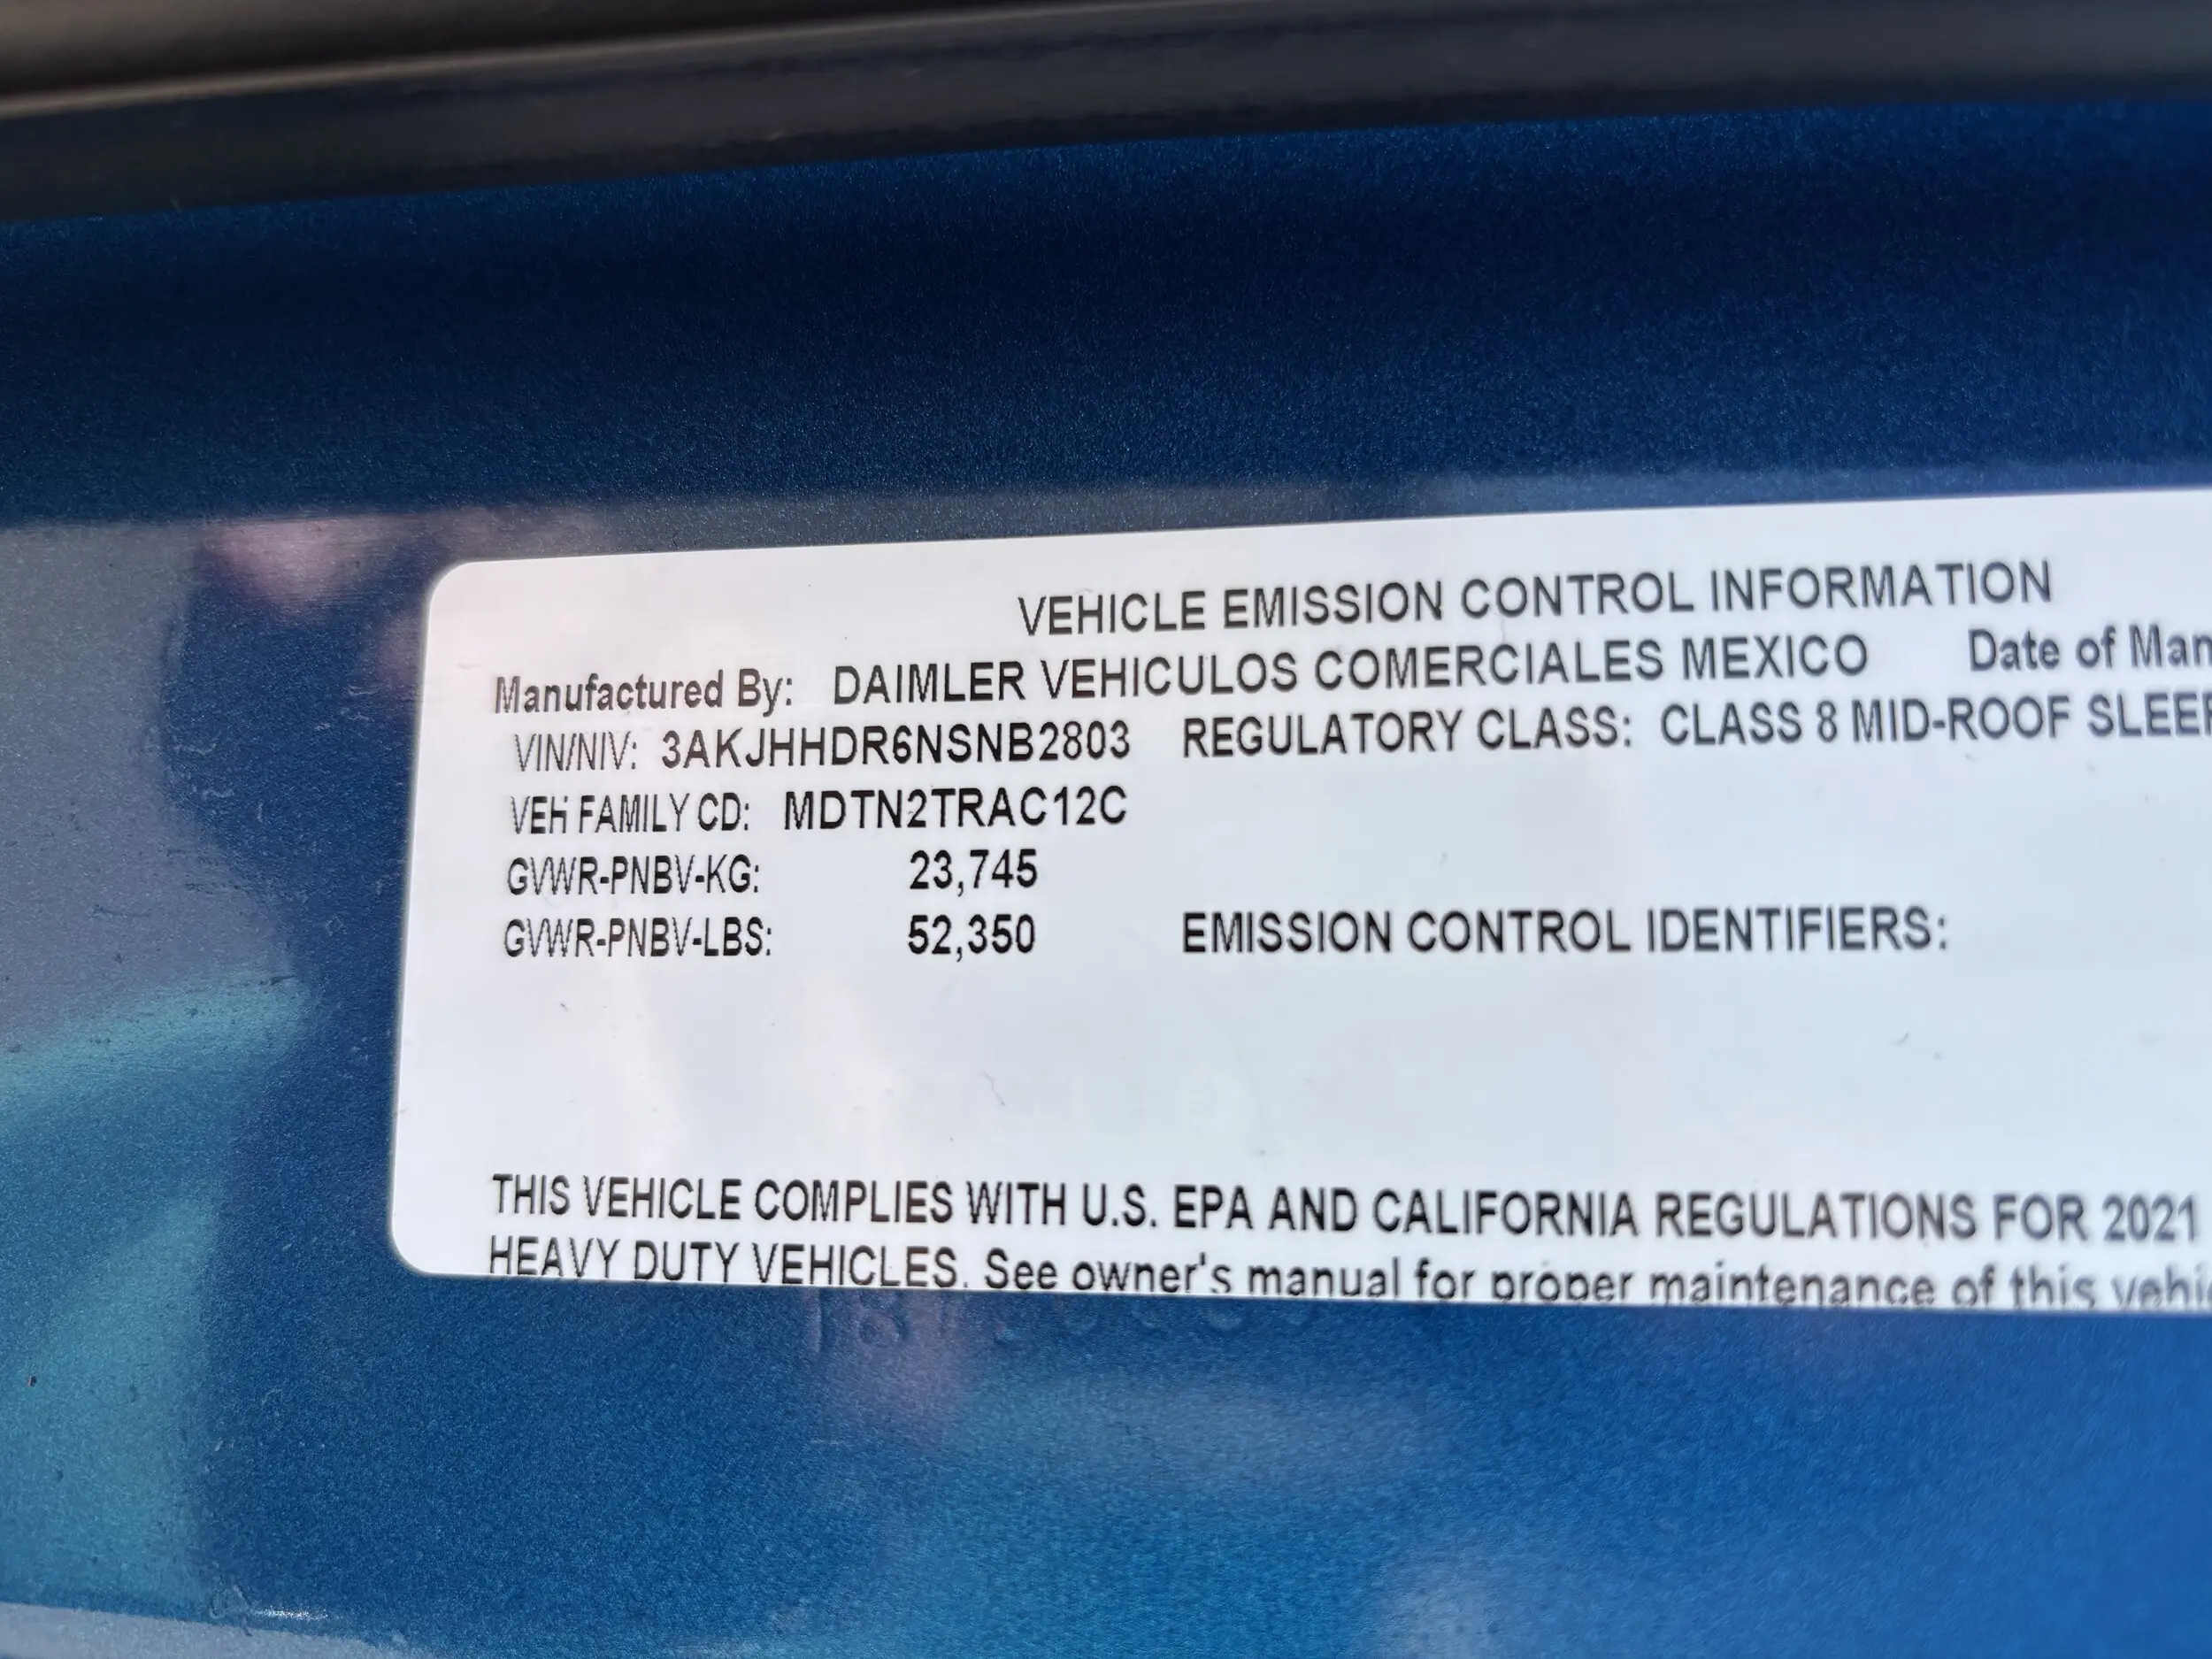 VEHICLE EMISSION CONTROL INFORMATION
Manufactured By: DAIMLER VEHICULOS COMERCIALES MEXICO Date of Man
VIN/NIV: 3AKJHHDR6NSNB2803 REGULATORY CLASS: CLASS 8 MID-ROOF SLEEP
VEH FAMILY CD: MDTN2TRAC12C
GVWR-PNBV-KG: 23,745
GVWR-PNBV-LBS: 52,350 EMISSION CONTROL IDENTIFIERS:
THIS VEHICLE COMPLIES WITH U.S. EPA AND CALIFORNIA REGULATIONS FOR 2021
HEAVY DUTY VEHICLES. See owner's manual for proper maintenance of this vehi